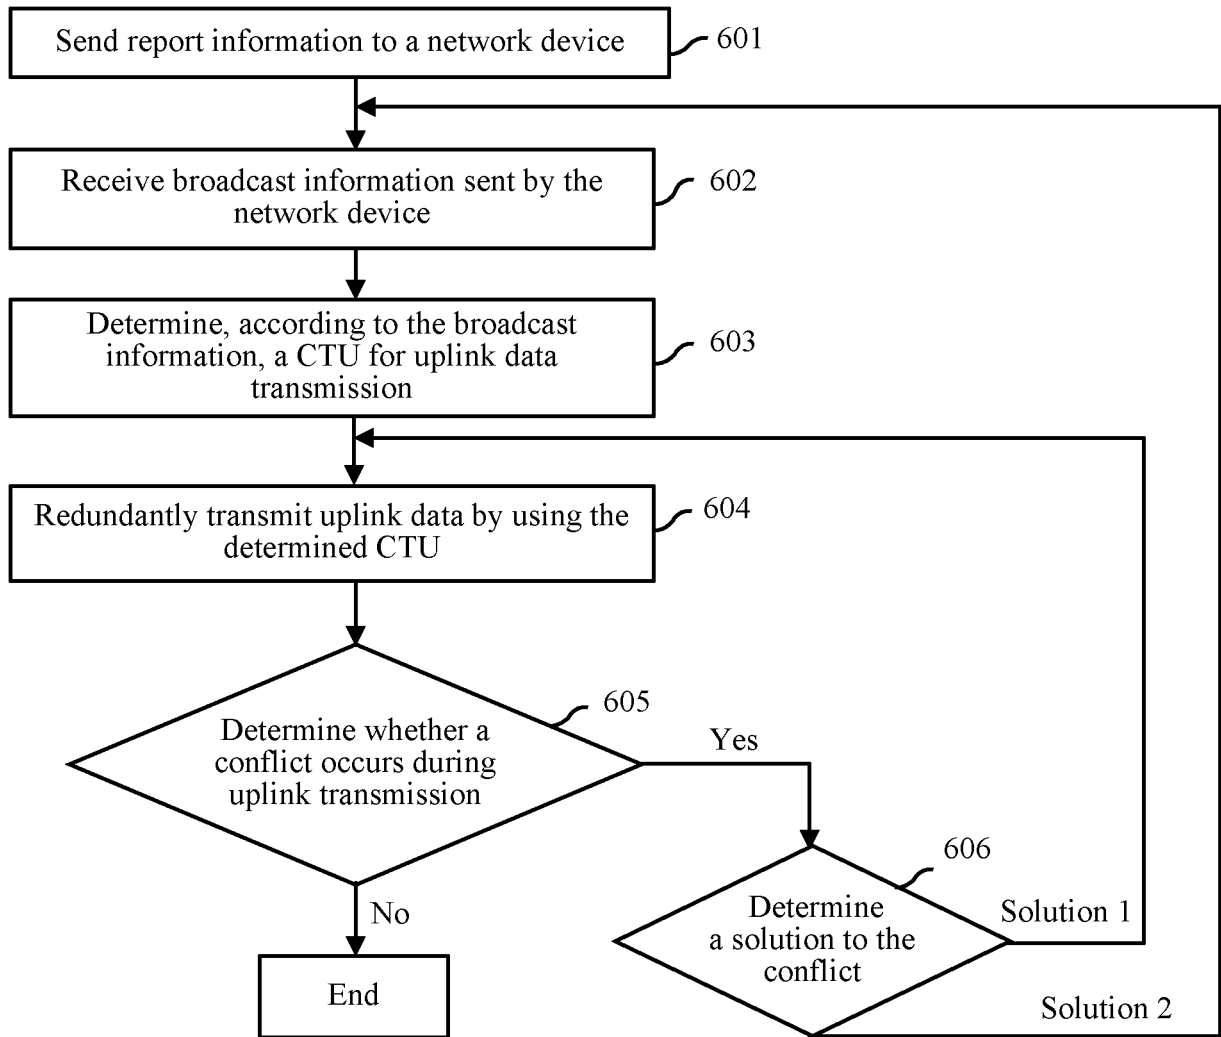 Send report information to a network device
601
Receive broadcast information sent by the
network device
602
Determine, according to the broadcast
information, a CTU for uplink data
transmission
603
Redundantly transmit uplink data by using the
determined CTU
604
Determine whether a
conflict occurs during
uplink transmission
605
Yes
No
End
Determine
a solution to the
conflict
606
Solution 1
Solution 2